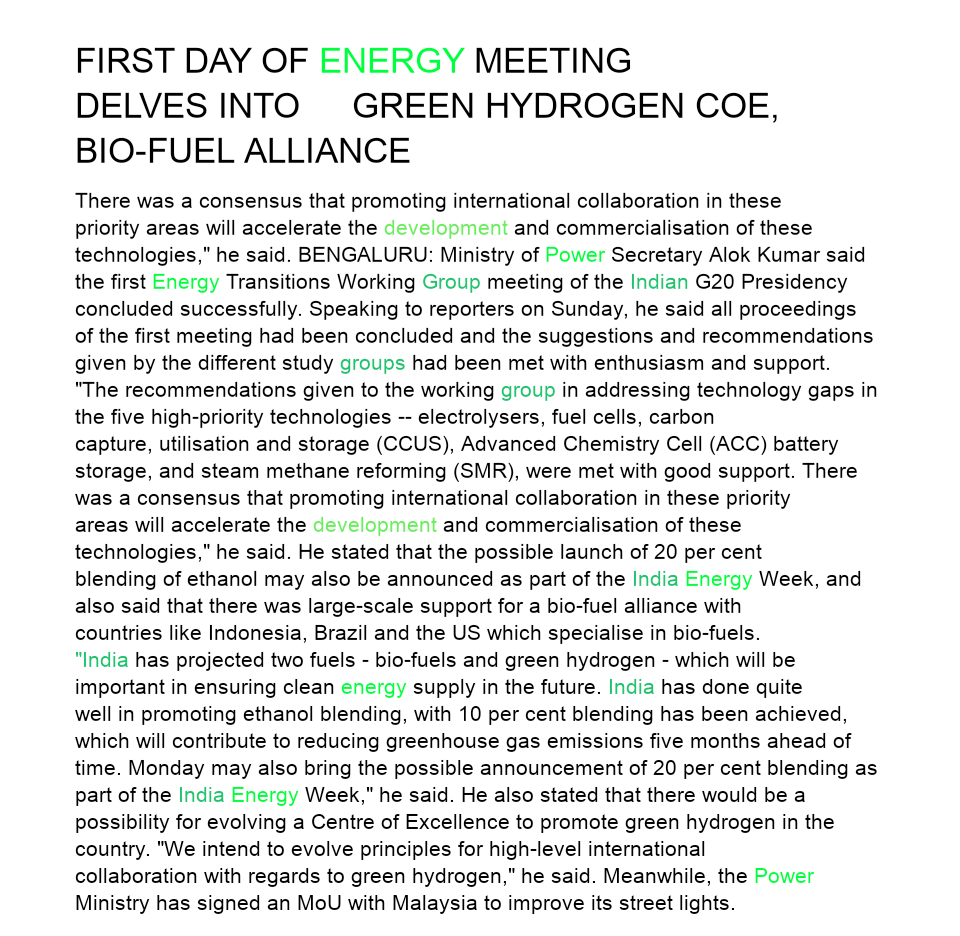 FIRST DAY OF ENERGY MEETING
DELVES INTO GREEN HYDROGEN COE,
BIO-FUEL ALLIANCE
There was a consensus that promoting international collaboration in these
priority areas will accelerate the development and commercialisation of these
technologies," he said. BENGALURU: Ministry of Power Secretary Alok Kumar said
the first Energy Transitions Working Group meeting of the Indian G20 Presidency
concluded successfully. Speaking to reporters on Sunday, he said all proceedings
of the first meeting had been concluded and the suggestions and recommendations
given by the different study groups had been met with enthusiasm and support.
"The recommendations given to the working group in addressing technology gaps in
the five high-priority technologies -- electrolysers, fuel cells, carbon
capture, utilisation and storage (CCUS), Advanced Chemistry Cell (ACC) battery
storage, and steam methane reforming (SMR), were met with good support. There
was a consensus that promoting international collaboration in these priority
areas will accelerate the development and commercialisation of these
technologies," he said. He stated that the possible launch of 20 per cent
blending of ethanol may also be announced as part of the India Energy Week, and
also said that there was large-scale support for a bio-fuel alliance with
countries like Indonesia, Brazil and the US which specialise in bio-fuels.
"India has projected two fuels - bio-fuels and green hydrogen - which will be
important in ensuring clean energy supply in the future. India has done quite
well in promoting ethanol blending, with 10 per cent blending has been achieved,
which will contribute to reducing greenhouse gas emissions five months ahead of
time. Monday may also bring the possible announcement of 20 per cent blending as
part of the India Energy Week," he said. He also stated that there would be a
possibility for evolving a Centre of Excellence to promote green hydrogen in the
country. "We intend to evolve principles for high-level international
collaboration with regards to green hydrogen," he said. Meanwhile, the Power
Ministry has signed an MoU with Malaysia to improve its street lights.